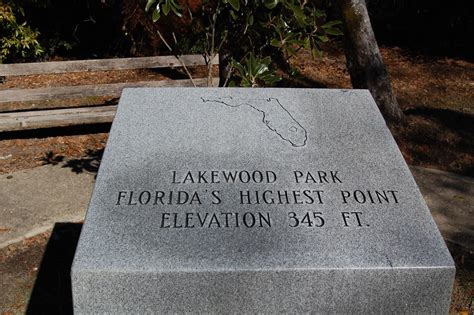 LAKEWOOD PARK
FLORIDA'S HIGHEST POINT
ELEVATION 345 FT.